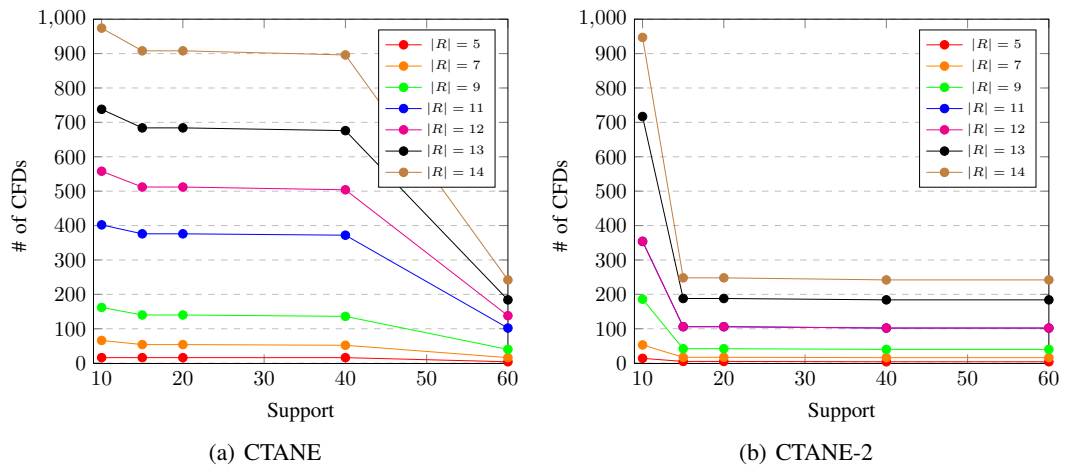 1,000
900
800
700
600
500
400
300
200
100
0
# of CFDs
10 20 30 40 50 60
Support
|R| = 5
|R| = 7
|R| = 9
|R| = 11
|R| = 12
|R| = 13
|R| = 14
(a) CTANE
1,000
900
800
700
600
500
400
300
200
100
0
# of CFDs
10 20 30 40 50 60
Support
|R| = 5
|R| = 7
|R| = 9
|R| = 11
|R| = 12
|R| = 13
|R| = 14
(b) CTANE-2